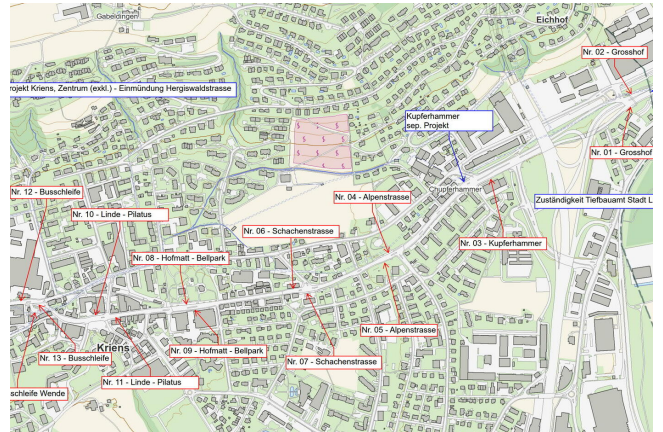 Gabeldingen
Eichhof
Nr. 02 - Grosshof
rojekt Kriens, Zentrum (exkl.) - Einmündung Hergiswaldstrasse
Kupferhammer
sep. Projekt
Nr. 01 - Grosshof
Nr. 12 - Busschleife
Chupferhammer
Nr. 04 - Alpenstrasse
Zuständigkeit Tiefbauamt Stadt L
Nr. 10 - Linde - Pilatus
Nr. 06 - Schachenstrasse
Nr. 03 - Kupferhammer
Nr. 08 - Hofmatt - Bellpark
Nr. 05 - Alpenstrasse
Kriens
Nr. 09 - Hofmatt - Bellpark
Nr. 13 - Busschleife
Nr. 07 - Schachenstrasse
Nr. 11 - Linde - Pilatus
schleife Wende